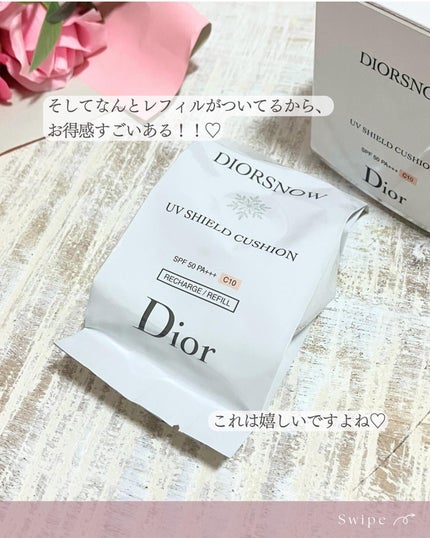 そしてなんとレフィルがついてるから、
お得感すごいある！！♡
DIORSNOW
UV SHIELD CUSHION
SPF 50 PA+++ C10
Dior
DIORSNOW
UV SHIELD CUSHION
SPF 50 PA+++ C10
RECHARGE / REFILL
Dior
これは嬉しいですよね♡
Swipe